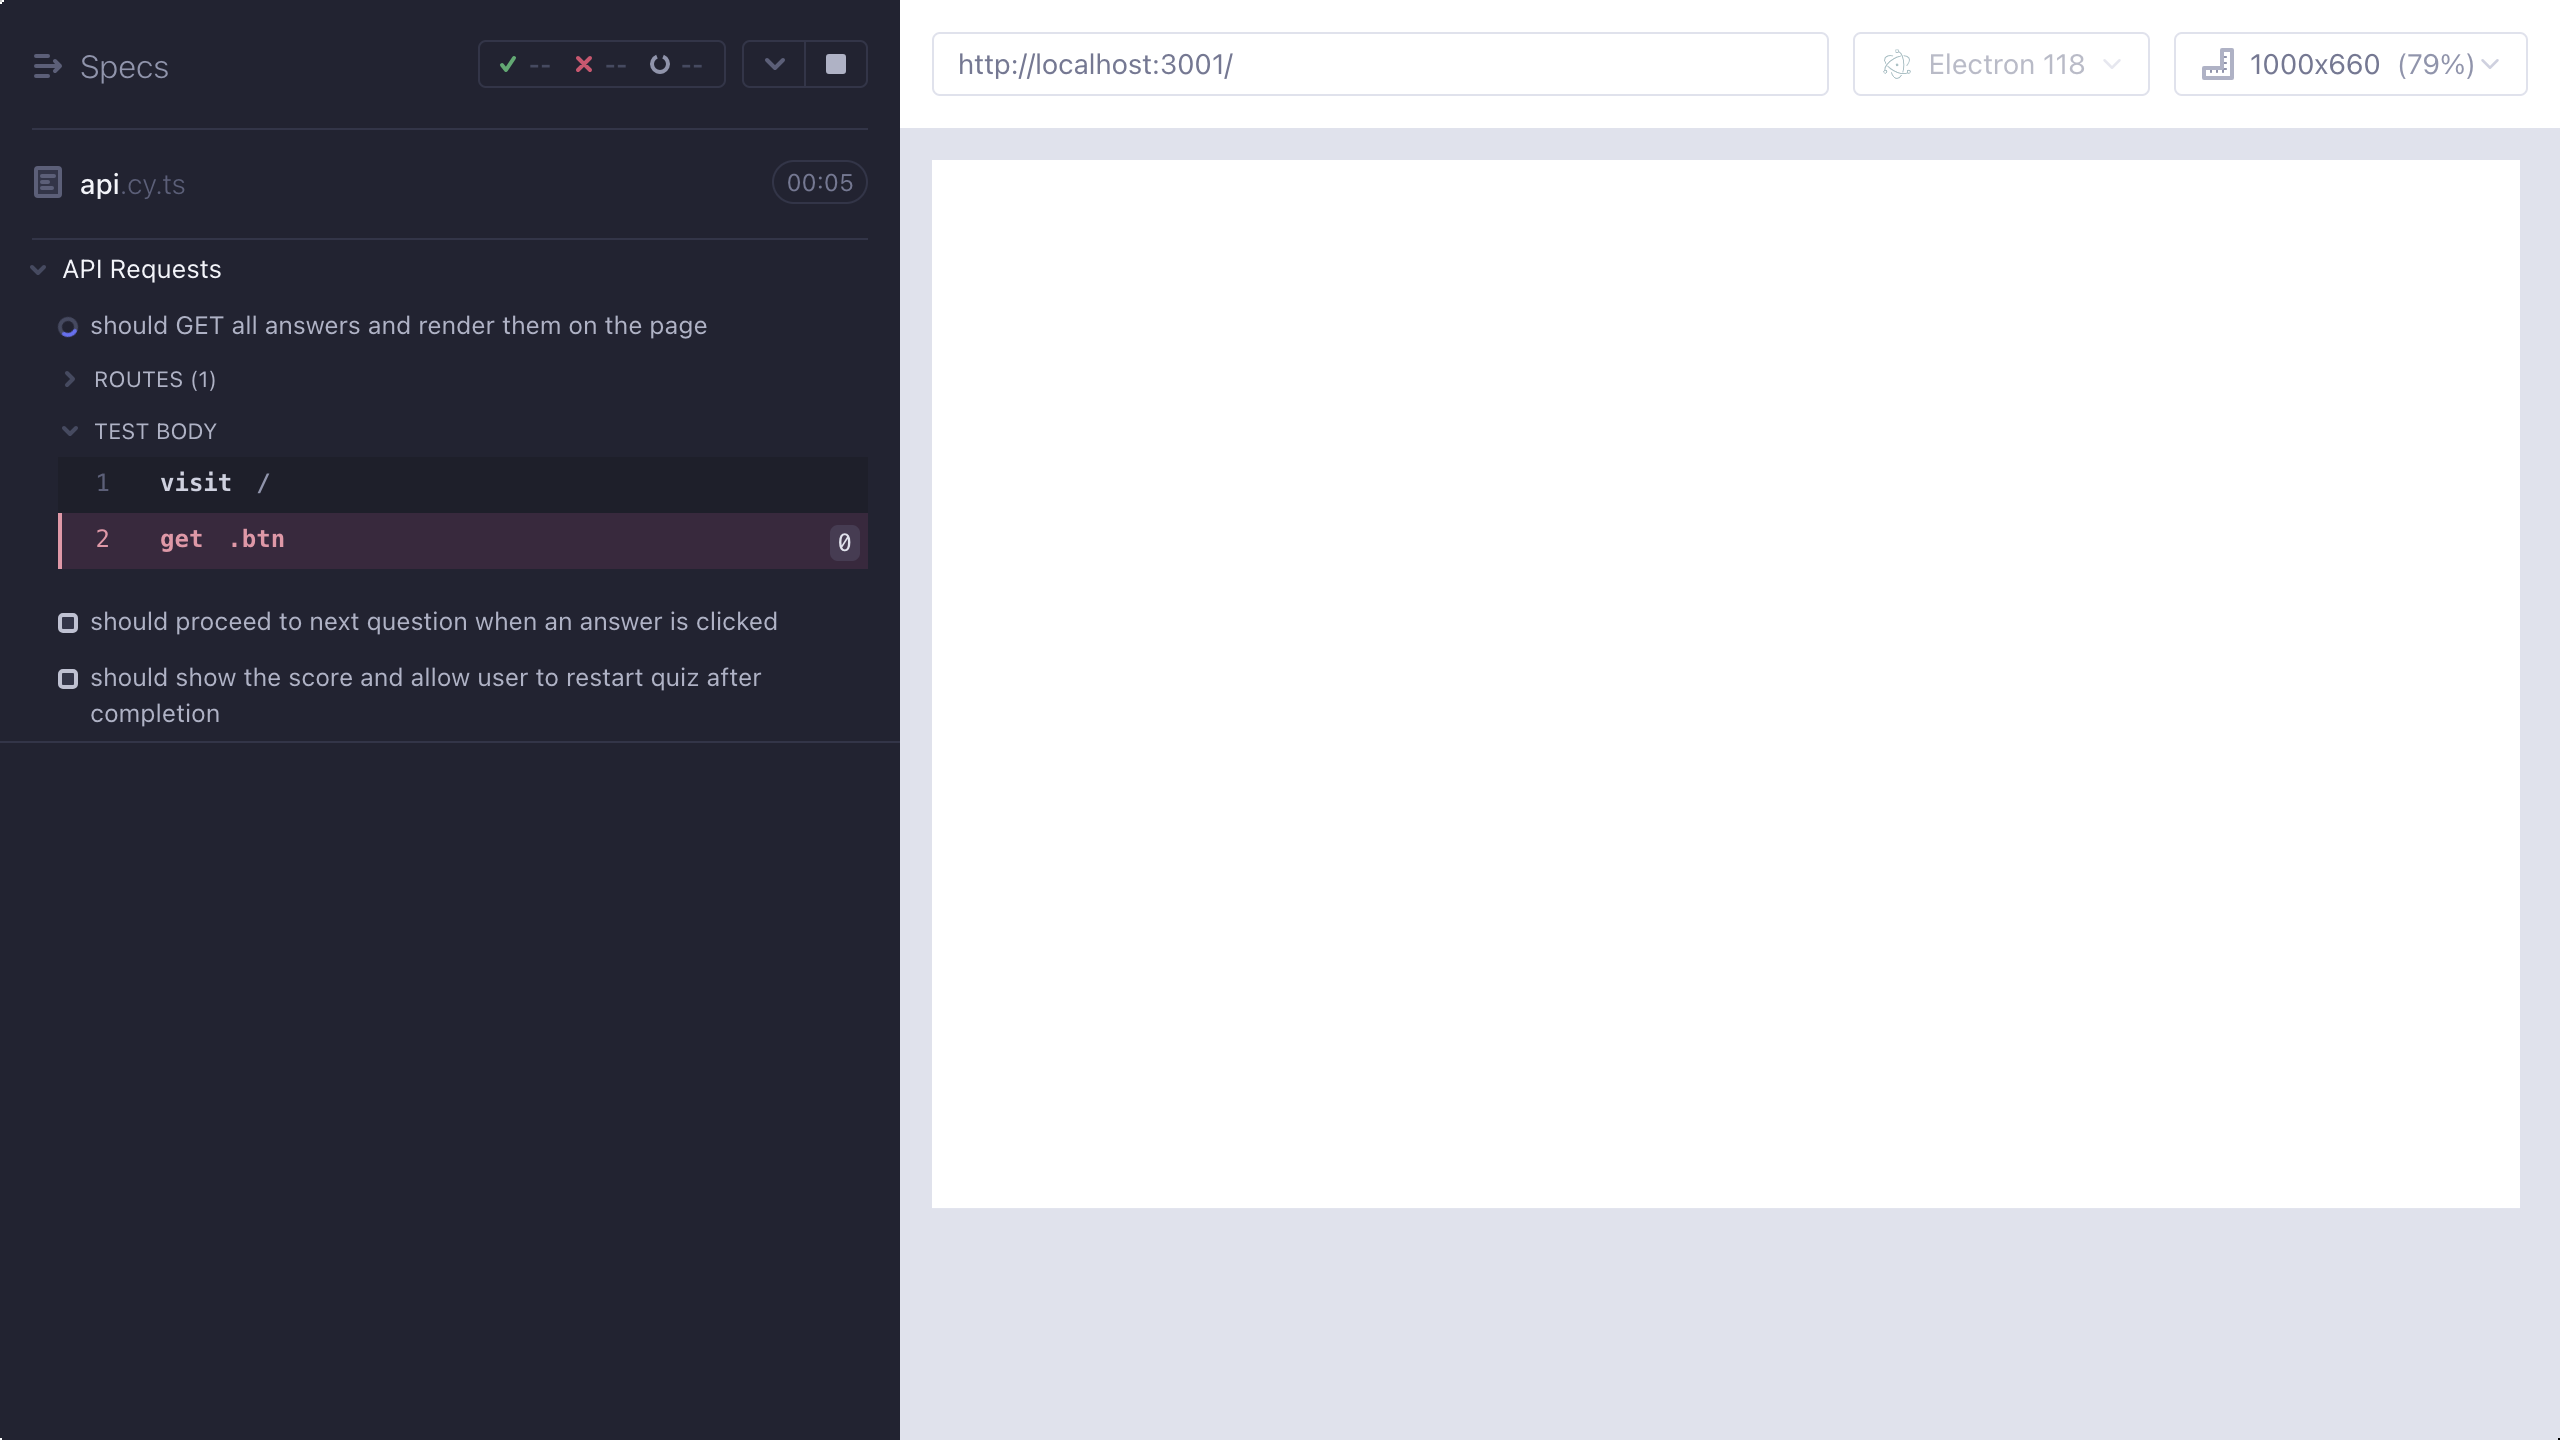 Specs
-- -- --
api.cy.ts
00:05
API Requests
should GET all answers and render them on the page
ROUTES (1)
TEST BODY
1 visit /
2 get .btn 0
should proceed to next question when an answer is clicked
should show the score and allow user to restart quiz after
completion
http://localhost:3001/
Electron 118
1000x660 (79%)